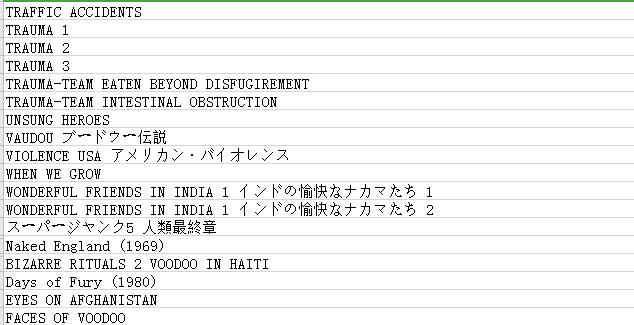 TRAFFIC ACCIDENTS
TRAUMA 1
TRAUMA 2
TRAUMA 3
TRAUMA-TEAM EATEN BEYOND DISFUGIREMENT
TRAUMA-TEAM INTESTINAL OBSTRUCTION
UNSUNG HEROES
VAUDOU ブードゥー伝説
VIOLENCE USA アメリカン・バイオレンス
WHEN WE GROW
WONDERFUL FRIENDS IN INDIA 1 インドの愉快なナカマたち 1
WONDERFUL FRIENDS IN INDIA 1 インドの愉快なナカマたち 2
スーパージャンク5 人類最終章
Naked England (1969)
BIZARRE RITUALS 2 VOODOO IN HAITI
Days of Fury (1980)
EYES ON AFGHANISTAN
FACES OF VOODOO